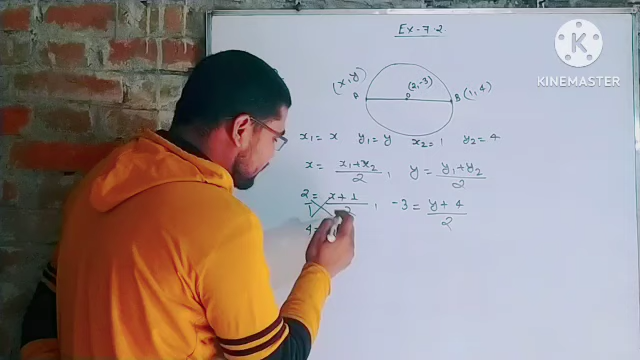 Ex-7.2
K
KINEMASTER
(x, y)
(2,-3)
A O B (1, 4)
x₁ = x y₁ = y x₂ = 1 y₂ = 4
x = x₁+x₂/2, y = y₁+y₂/2
2/1 = x+1/2, -3 = y+4/2
4=